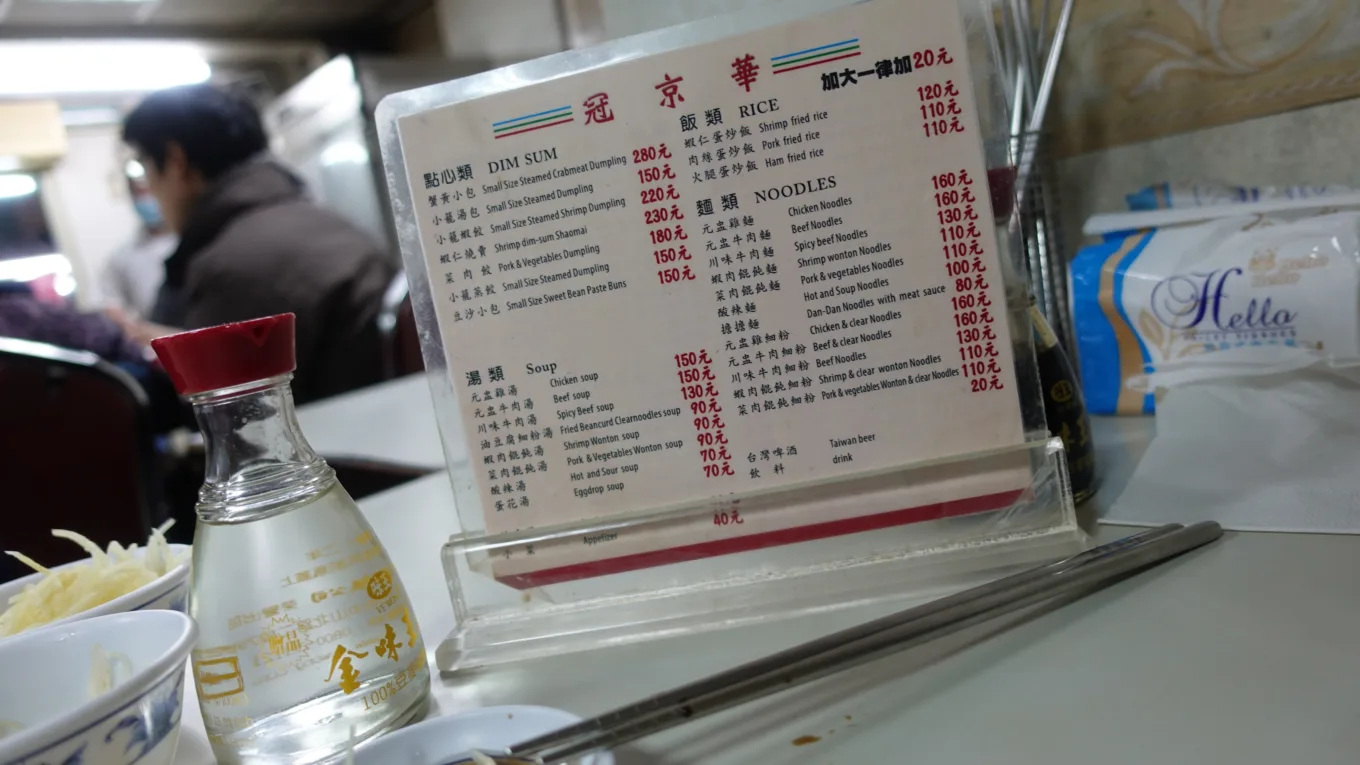 冠 京 華
加大一律加20元
點心類 DIM SUM
蟹黃小包 Small Size Steamed Crabmeat Dumpling 280元
小籠湯包 Small Size Steamed Dumpling 150元
小籠蝦餃 Small Size Steamed Shrimp Dumpling 220元
蝦仁燒賣 Shrimp dim-sum Shaomai 230元
菜肉餃 Pork & Vegetables Dumpling 180元
小籠蒸餃 Small Size Steamed Dumpling 150元
豆沙小包 Small Size Sweet Bean Paste Buns 150元
湯類 Soup
元盅雞湯 Chicken soup 150元
元盅牛肉湯 Beef soup 150元
川味牛肉湯 Spicy Beef soup 130元
油豆腐細粉湯 Fried Beancurd Clearnoodles soup 90元
蝦肉餛飩湯 Shrimp Wonton soup 90元
菜肉餛飩湯 Pork & Vegetables Wonton soup 90元
酸辣湯 Hot and Sour soup 70元
蛋花湯 Eggdrop soup 70元
小菜 Appetizer 40元
飯類 RICE
蝦仁蛋炒飯 Shrimp fried rice 120元
肉絲蛋炒飯 Pork fried rice 110元
火腿蛋炒飯 Ham fried rice 110元
麵類 NOODLES
元盅雞麵 Chicken Noodles 160元
元盅牛肉麵 Beef Noodles 160元
川味牛肉麵 Spicy beef Noodles 130元
蝦肉餛飩麵 Shrimp wonton Noodles 110元
菜肉餛飩麵 Pork & vegetables Noodles 110元
酸辣麵 Hot and Soup Noodles 100元
擔擔麵 Dan-Dan Noodles with meat sauce 80元
元盅雞細粉 Chicken & clear Noodles 160元
元盅牛肉細粉 Beef & clear Noodles 160元
川味牛肉細粉 Beef Noodles 130元
蝦肉餛飩細粉 Shrimp & clear wonton Noodles 110元
菜肉餛飩細粉 Pork & vegetables Wonton & clear Noodles 110元
20元
台灣啤酒 Taiwan beer
飲料 drink
Hello
味王
金味王
100%